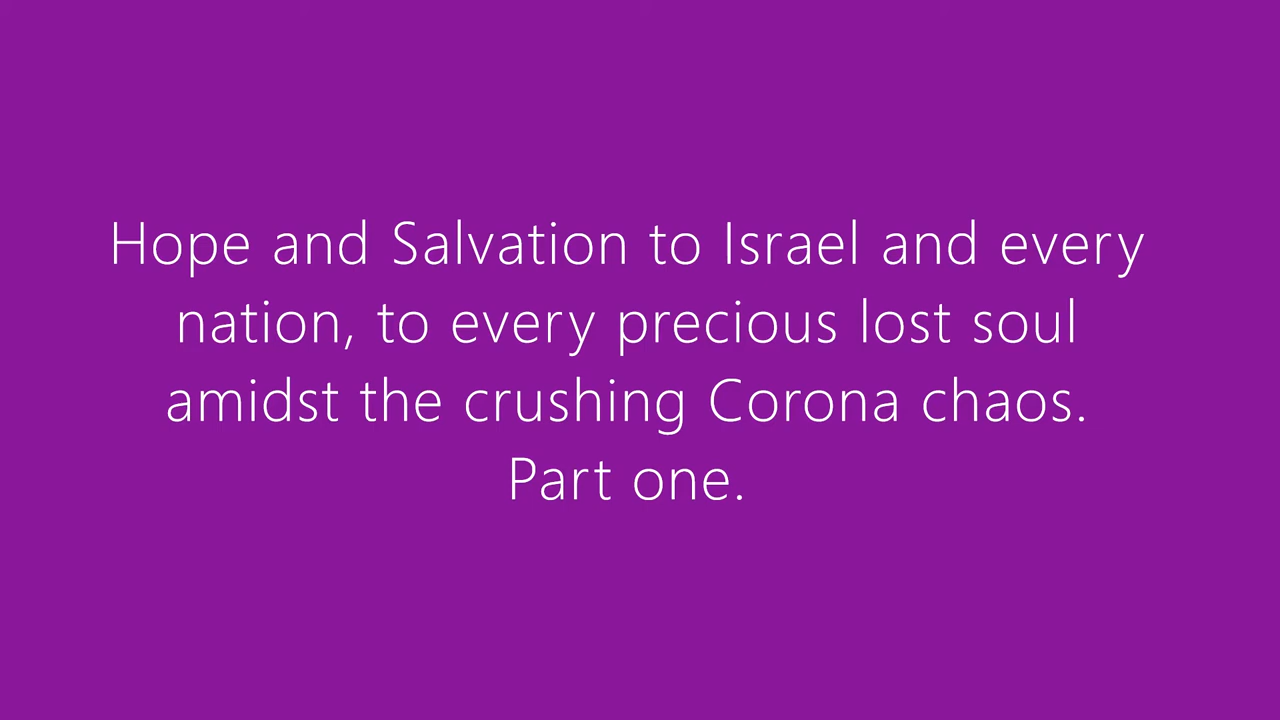 Hope and Salvation to Israel and every
nation, to every precious lost soul
amidst the crushing Corona chaos.
Part one.